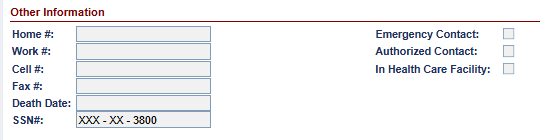 Other Information
Home #: Emergency Contact:
Work #: Authorized Contact:
Cell #: In Health Care Facility:
Fax #:
Death Date:
SSN#: XXX - XX - 3800